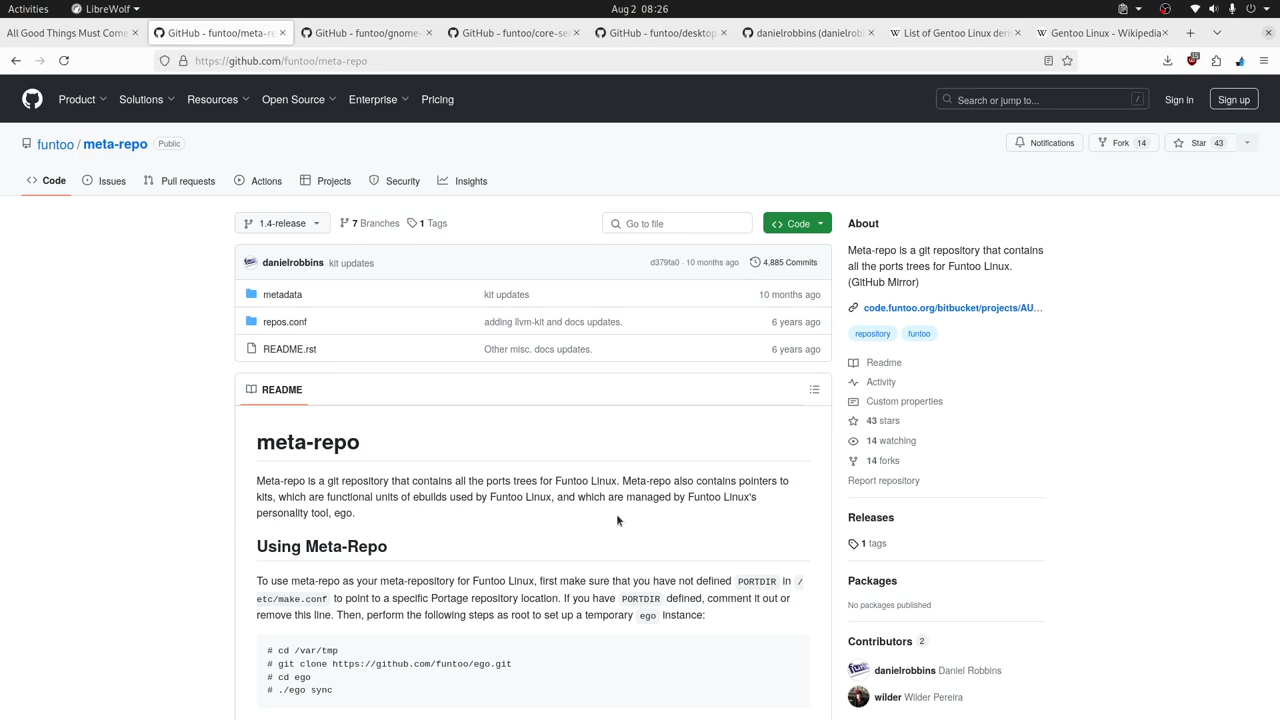 Activities LibreWolf Aug 2 08:26
All Good Things Must Come GitHub - funtoo/meta-re GitHub - funtoo/gnome- GitHub - funtoo/core-se GitHub - funtoo/desktop danielrobbins (danielrob List of Gentoo Linux deri Gentoo Linux - Wikipedia
https://github.com/funtoo/meta-repo
Product Solutions Resources Open Source Enterprise Pricing Search or jump to... / Sign in Sign up
funtoo / meta-repo Public Notifications Fork 14 Star 43
Code Issues Pull requests Actions Projects Security Insights
1.4-release 7 Branches 1 Tags Go to file Code
danielrobbins kit updates d379fa0 · 10 months ago 4,885 Commits
metadata kit updates 10 months ago
repos.conf adding llvm-kit and docs updates. 6 years ago
README.rst Other misc. docs updates. 6 years ago
README
meta-repo
Meta-repo is a git repository that contains all the ports trees for Funtoo Linux. Meta-repo also contains pointers to
kits, which are functional units of ebuilds used by Funtoo Linux, and which are managed by Funtoo Linux's
personality tool, ego.
Using Meta-Repo
To use meta-repo as your meta-repository for Funtoo Linux, first make sure that you have not defined PORTDIR in /
etc/make.conf to point to a specific Portage repository location. If you have PORTDIR defined, comment it out or
remove this line. Then, perform the following steps as root to set up a temporary ego instance:
# cd /var/tmp
# git clone https://github.com/funtoo/ego.git
# cd ego
# ./ego sync
About
Meta-repo is a git repository that contains
all the ports trees for Funtoo Linux.
(GitHub Mirror)
code.funtoo.org/bitbucket/projects/AU...
repository funtoo
Readme
Activity
Custom properties
43 stars
14 watching
14 forks
Report repository
Releases
1 tags
Packages
No packages published
Contributors 2
danielrobbins Daniel Robbins
wilder Wilder Pereira